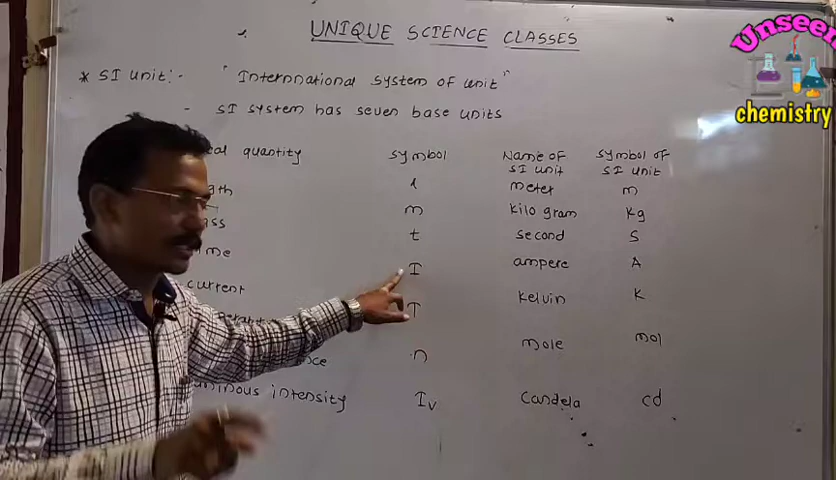 UNIQUE SCIENCE CLASSES
Unseen
chemistry
* SI unit:- "Internnational system of unit"
- SI system has seven base units
quantity symbol Name of SI unit symbol of SI unit
l meter m
m kilo gram kg
t second s
I ampere A
current
T kelvin K
n mole mol
luminous intensity Iv Candela cd